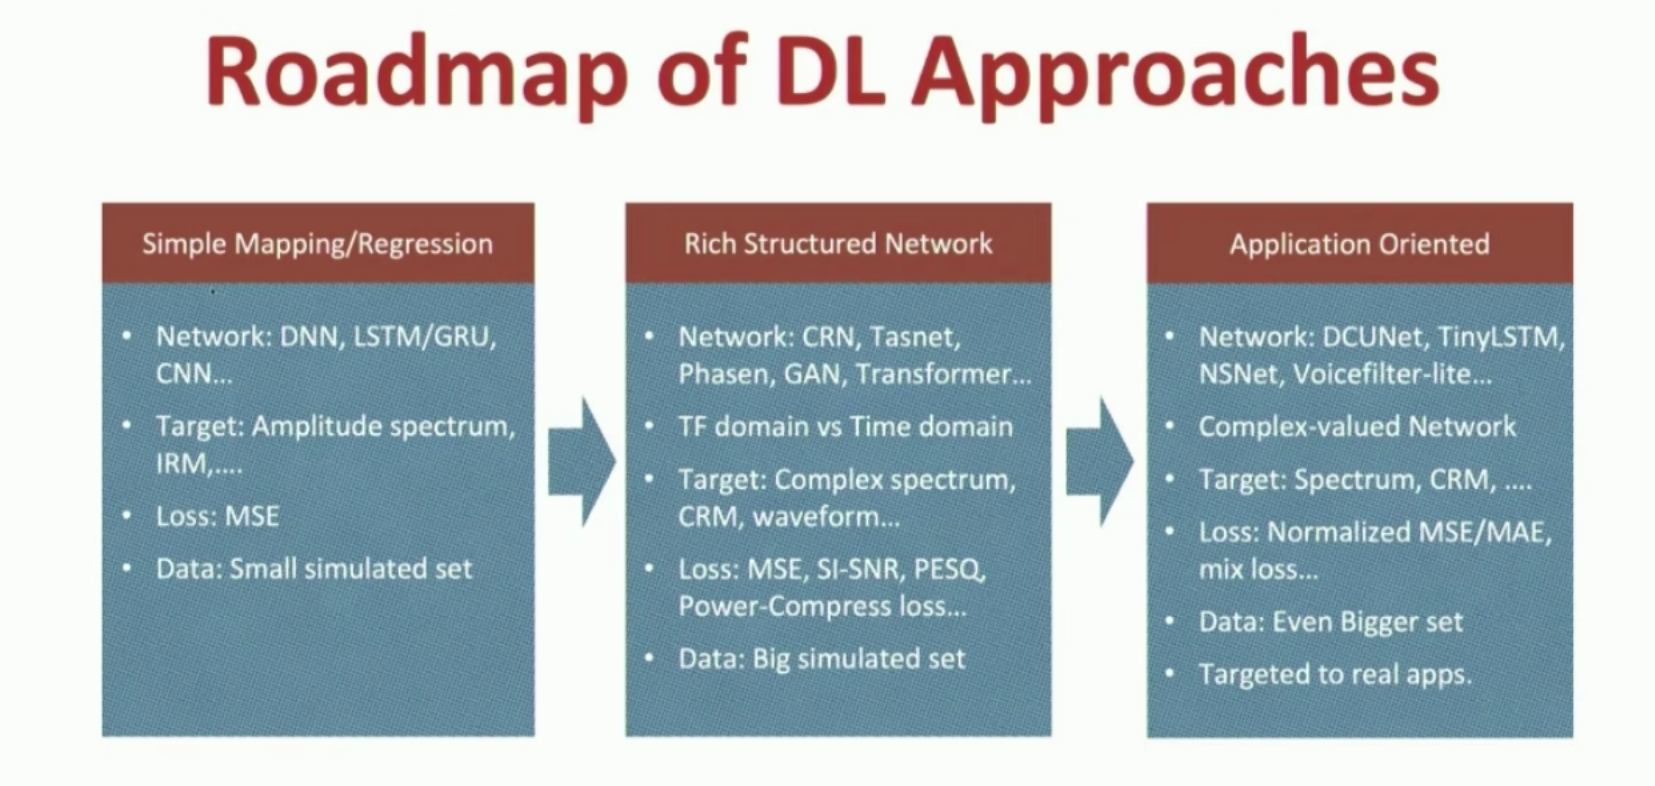 Roadmap of DL Approaches
Simple Mapping/Regression
• Network: DNN, LSTM/GRU,
CNN...
• Target: Amplitude spectrum,
IRM,....
• Loss: MSE
• Data: Small simulated set
Rich Structured Network
• Network: CRN, Tasnet,
Phasen, GAN, Transformer...
• TF domain vs Time domain
• Target: Complex spectrum,
CRM, waveform...
• Loss: MSE, SI-SNR, PESQ,
Power-Compress loss...
• Data: Big simulated set
Application Oriented
• Network: DCUNet, TinyLSTM,
NSNet, Voicefilter-lite...
• Complex-valued Network
• Target: Spectrum, CRM, ....
• Loss: Normalized MSE/MAE,
mix loss...
• Data: Even Bigger set
• Targeted to real apps.